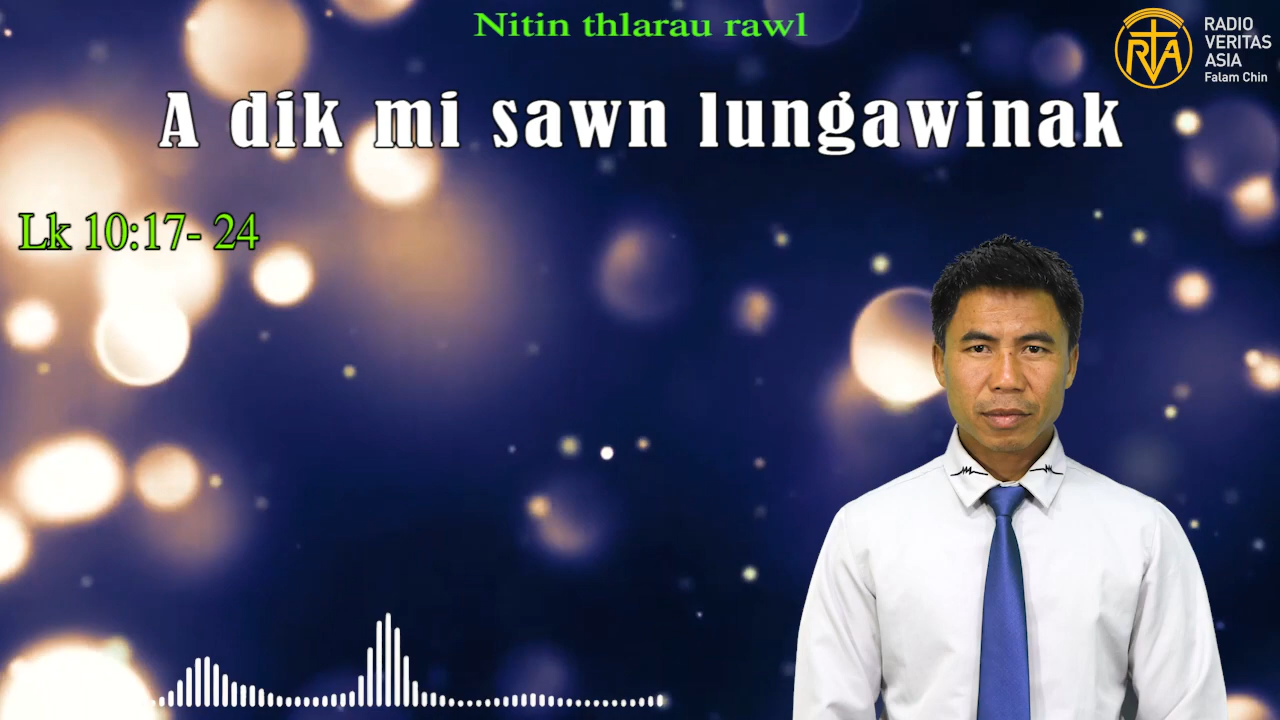 Nitin thlarau rawl
RADIO
VERITAS
ASIA
Falam Chin
A dik mi sawn lungawinak
Lk 10:17- 24